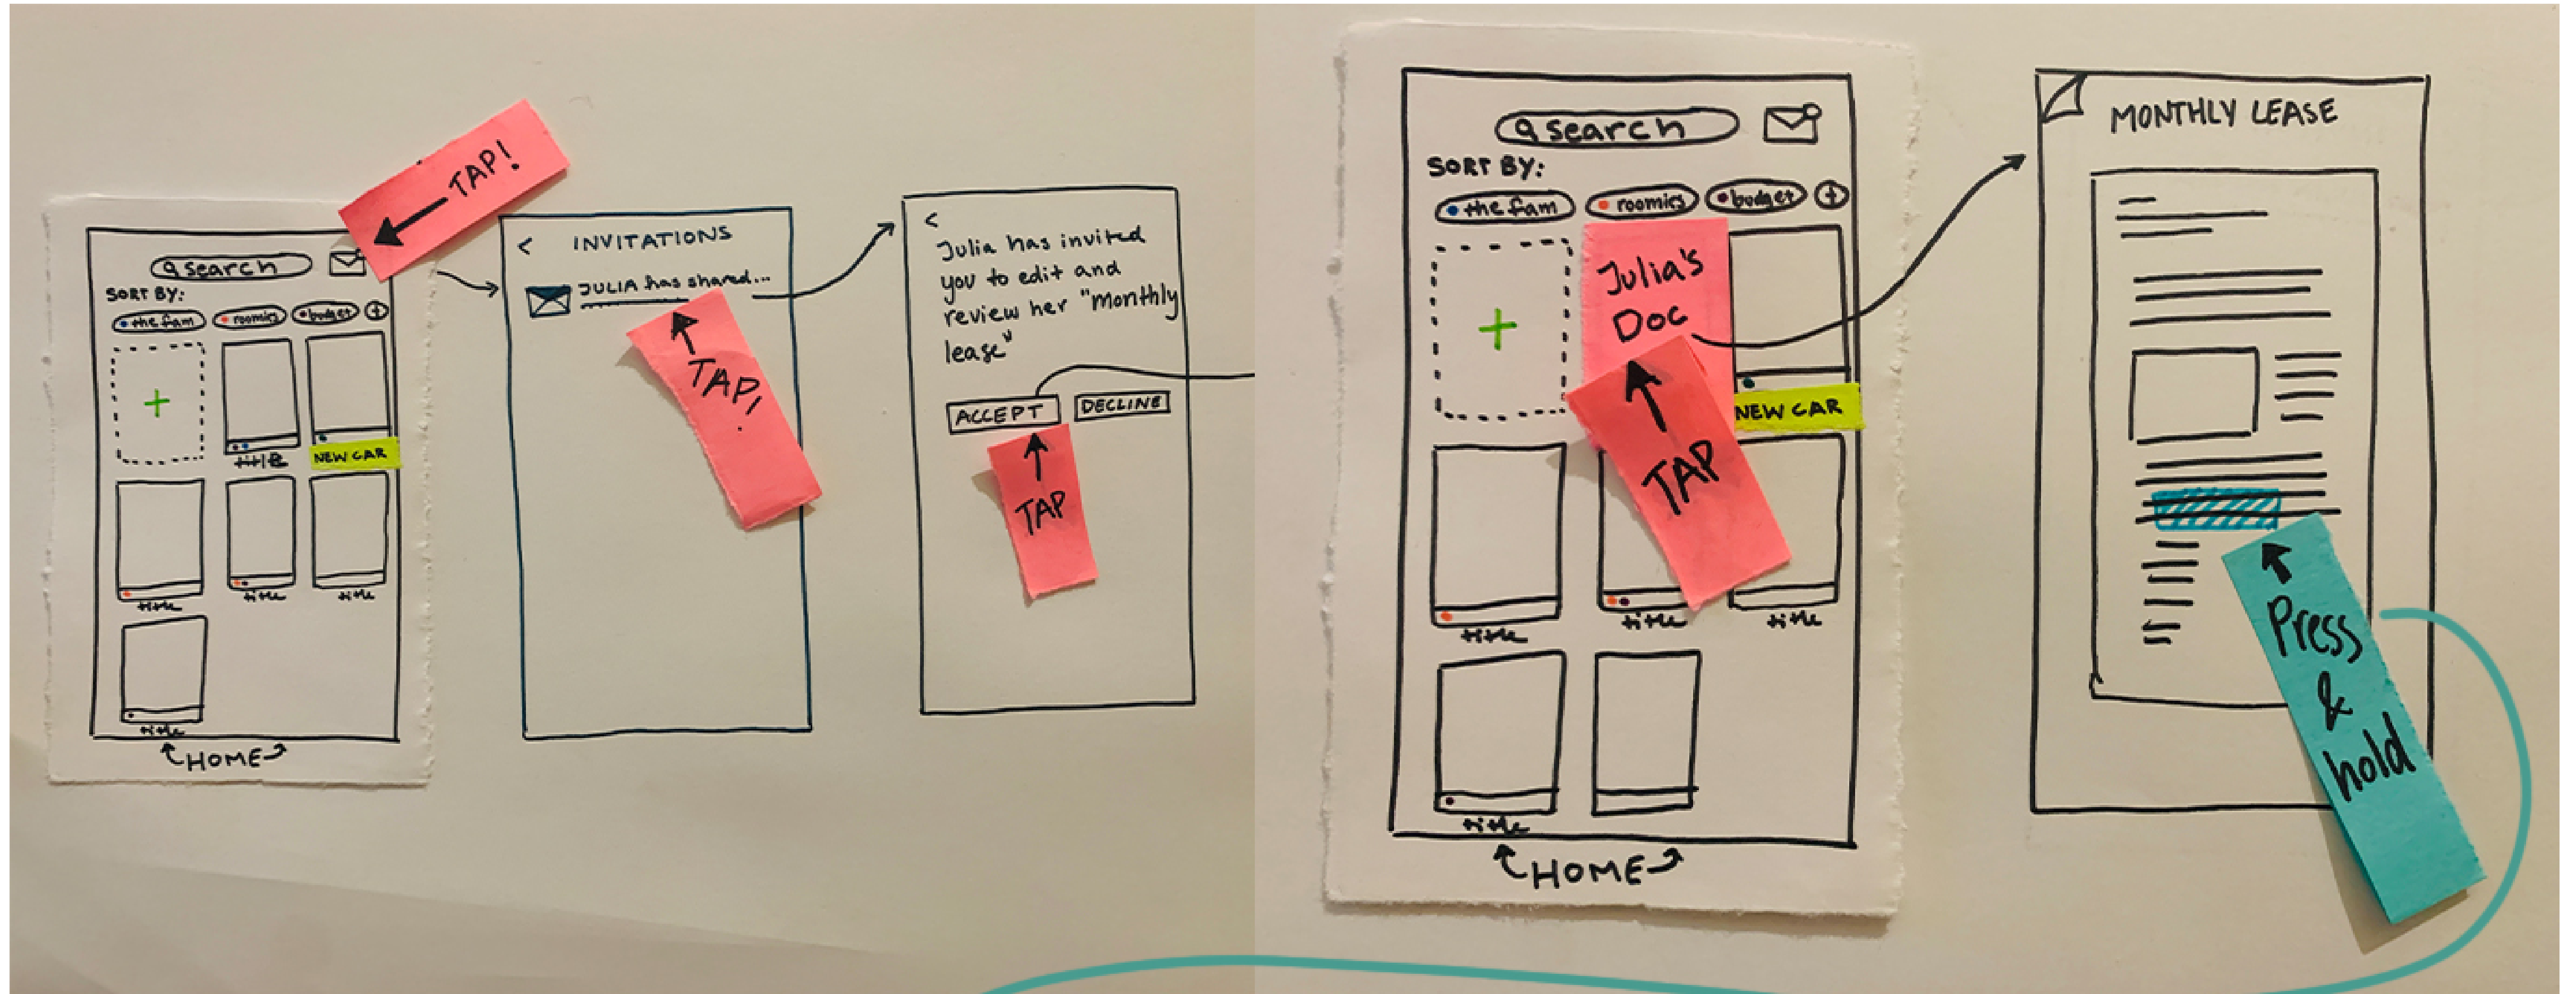 TAP!
search
SORT BY:
the fam
roomies
budget
+
+
title
NEW CAR
title
title
title
title
HOME
< INVITATIONS
JULIA has shared...
TAP!
<
Julia has invited
you to edit and
review her "monthly
lease"
ACCEPT
DECLINE
TAP
search
SORT BY:
the fam
roomies
budget
+
+
Julia's
Doc
TAP
NEW CAR
title
title
title
title
HOME
MONTHLY LEASE
Press
&
hold